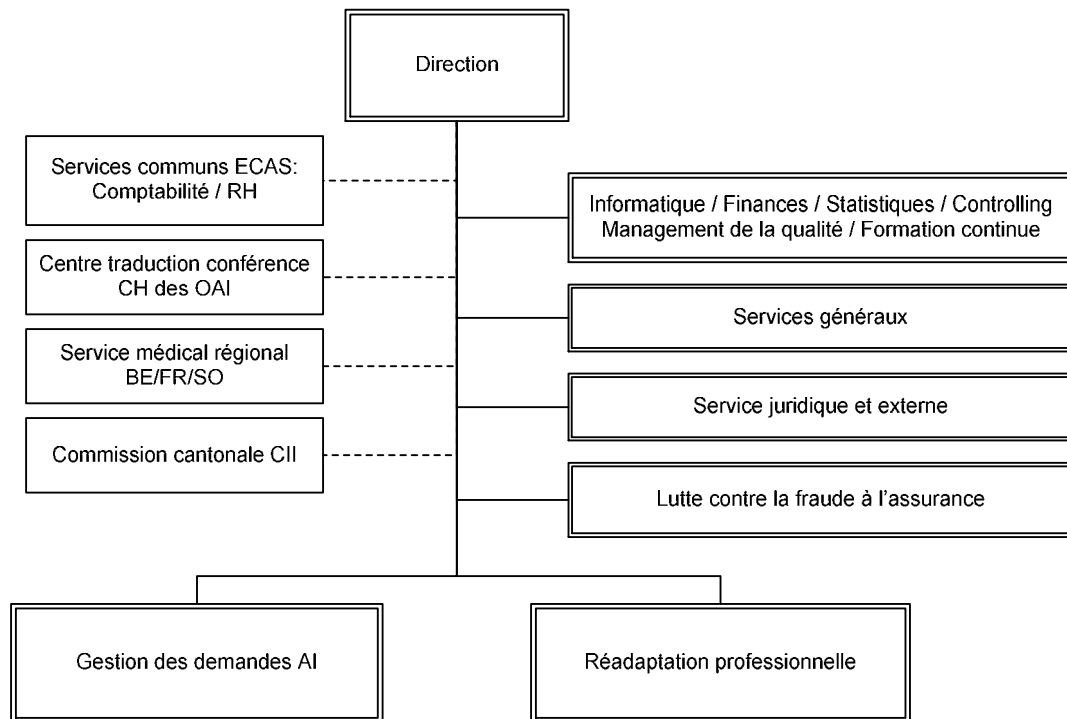 Direction
Services communs ECAS:
Comptabilité / RH
Informatique / Finances / Statistiques / Controlling
Management de la qualité / Formation continue
Centre traduction conférence
CH des OAI
Services généraux
Service médical régional
BE/FR/SO
Service juridique et externe
Commission cantonale CII
Lutte contre la fraude à l'assurance
Gestion des demandes AI
Réadaptation professionnelle